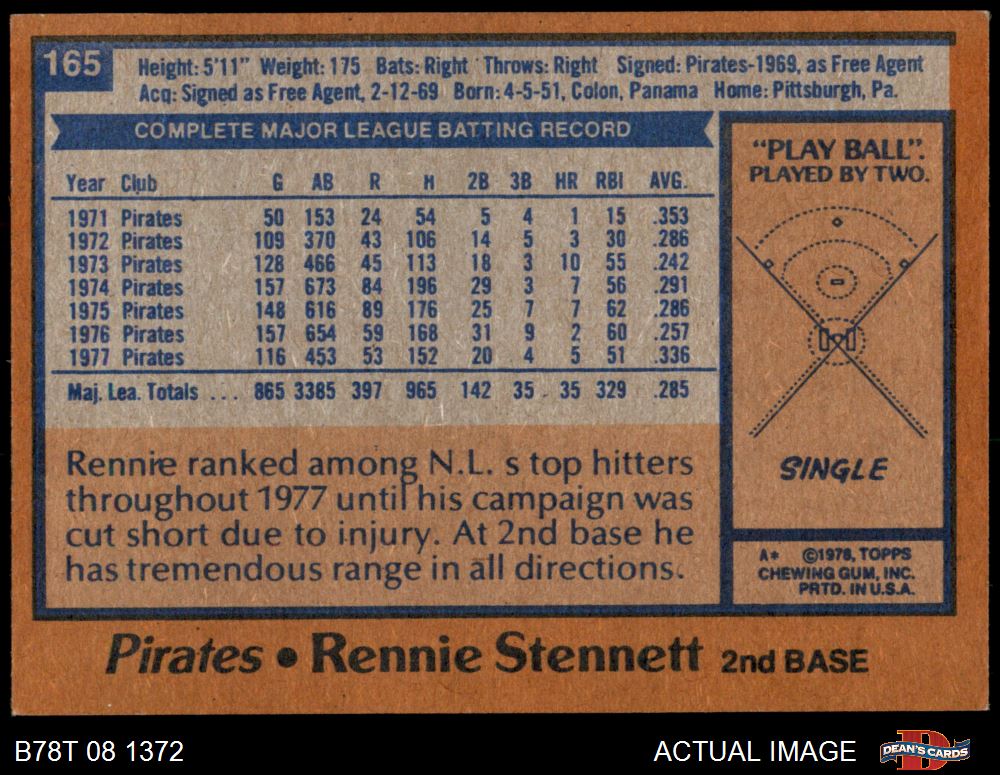 165
Height: 5'11" Weight: 175 Bats: Right Throws: Right Signed: Pirates-1969, as Free Agent
Acq: Signed as Free Agent, 2-12-69 Born: 4-5-51, Colon, Panama Home: Pittsburgh, Pa.
COMPLETE MAJOR LEAGUE BATTING RECORD
Year Club G AB R H 2B 3B HR RBI AVG.
1971 Pirates 50 153 24 54 5 4 1 15 .353
1972 Pirates 109 370 43 106 14 5 3 30 .286
1973 Pirates 128 466 45 113 18 3 10 55 .242
1974 Pirates 157 673 84 196 29 3 7 56 .291
1975 Pirates 148 616 89 176 25 7 7 62 .286
1976 Pirates 157 654 59 168 31 9 2 60 .257
1977 Pirates 116 453 53 152 20 4 5 51 .336
Maj. Lea. Totals ... 865 3385 397 965 142 35 35 329 .285
Rennie ranked among N.L. s top hitters
throughout 1977 until his campaign was
cut short due to injury. At 2nd base he
has tremendous range in all directions.
"PLAY BALL".
PLAYED BY TWO.
SINGLE
A* ©1978, TOPPS
CHEWING GUM, INC.
PRTD. IN U.S.A.
Pirates • Rennie Stennett 2nd BASE
B78T 08 1372
ACTUAL IMAGE
D
DEAN'S CARDS